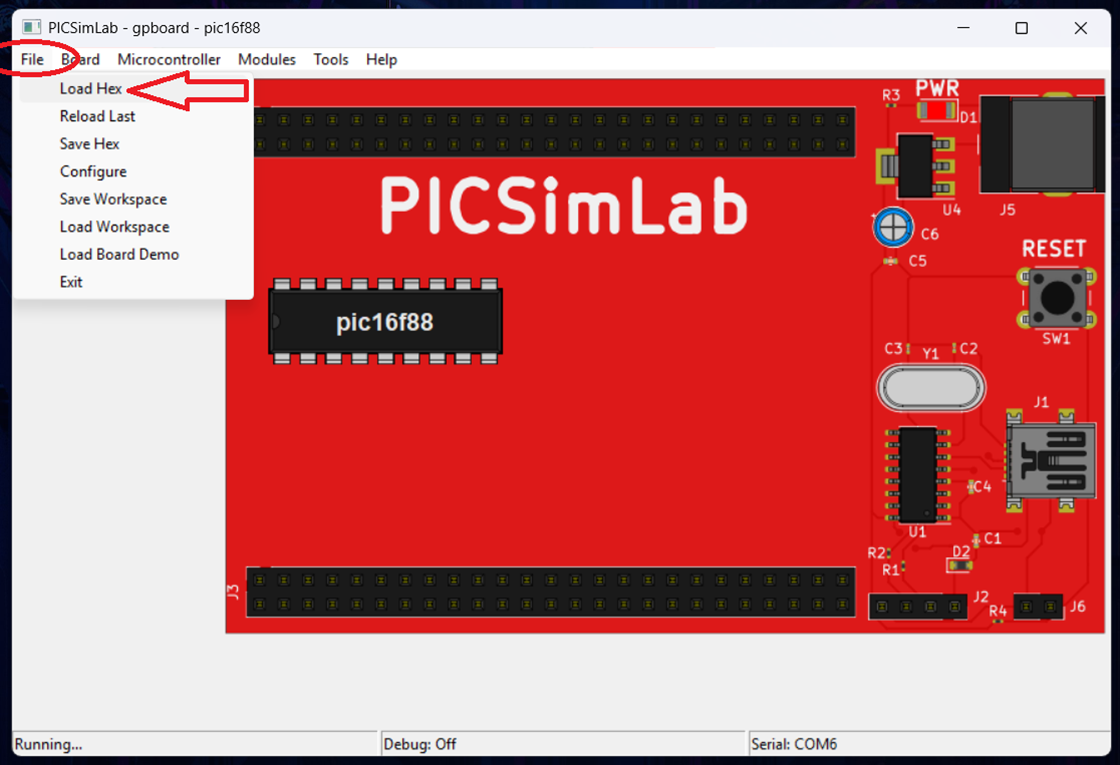 PICSimLab - gpboard - pic16f88
File Board Microcontroller Modules Tools Help
Load Hex
Reload Last
Save Hex
Configure
Save Workspace
Load Workspace
Load Board Demo
Exit
PICSimLab
pic16f88
R3
PWR
D1
U4
J5
C6
C5
RESET
SW1
C3
Y1
C2
J1
C4
U1
C1
R2
D2
R1
J3
J2
R4
J6
Running...
Debug: Off
Serial: COM6